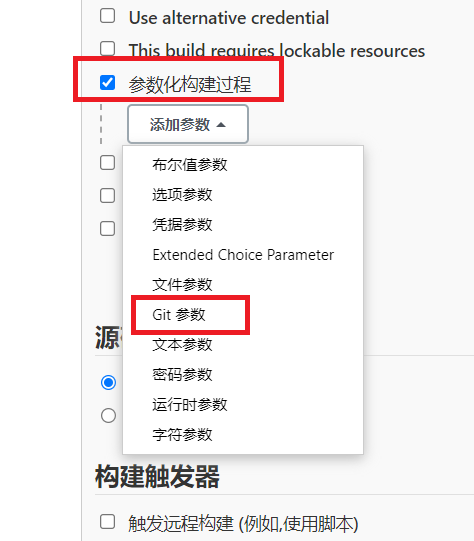 Use alternative credential
This build requires lockable resources
参数化构建过程
添加参数
布尔值参数
选项参数
凭据参数
Extended Choice Parameter
文件参数
Git 参数
源
文本参数
密码参数
运行时参数
字符参数
构建触发器
触发远程构建 (例如,使用脚本)